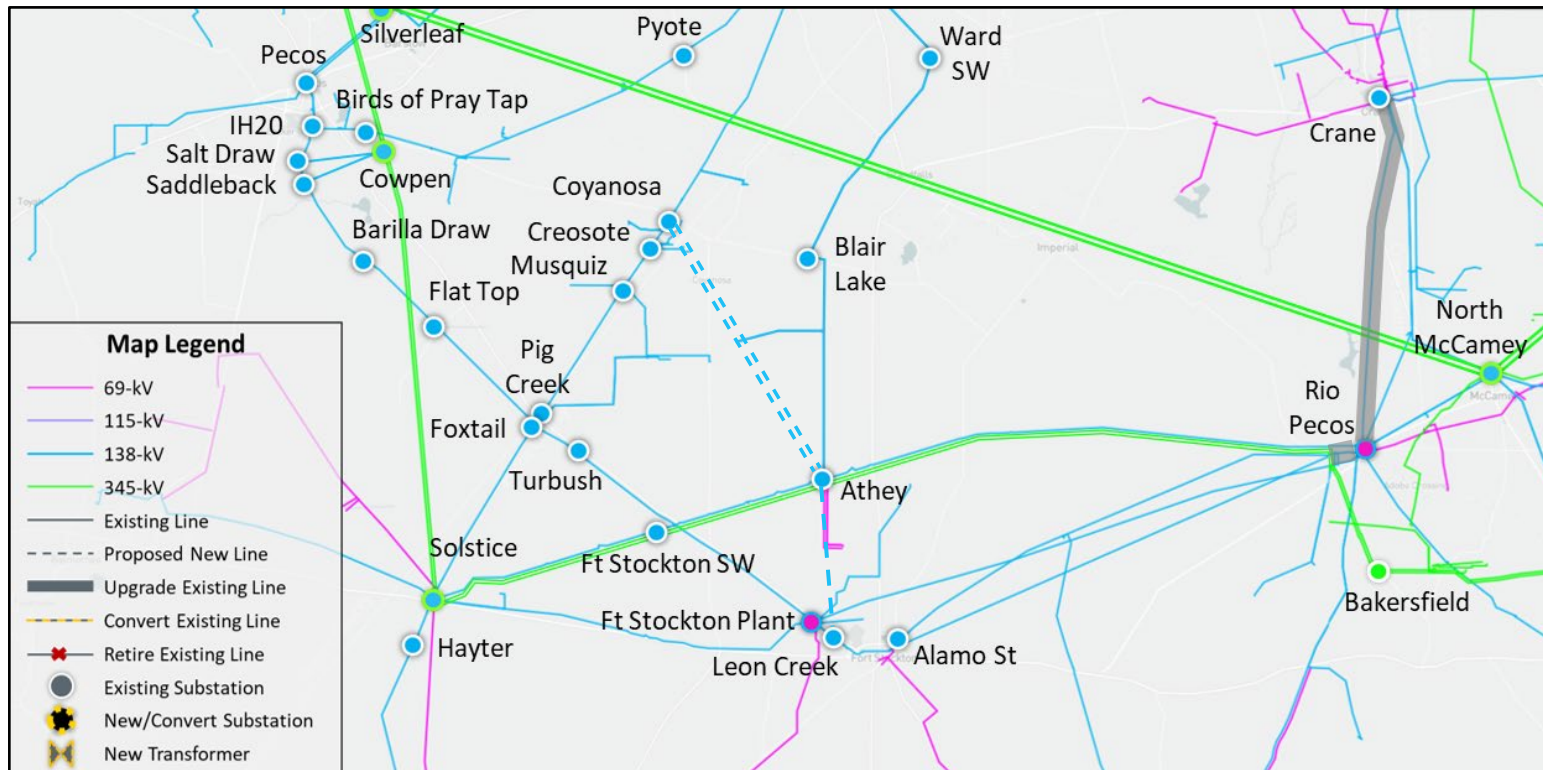 Silverleaf
Pyote
Ward
SW
Pecos
Birds of Pray Tap
IH20
Salt Draw
Saddleback
Cowpen
Crane
Toyah
Coyanosa
Creosote
Musquiz
Barilla Draw
Imperial
Blair
Lake
Flat Top
North
McCamey
Map Legend
69-kV
115-kV
138-kV
345-kV
Existing Line
Proposed New Line
Upgrade Existing Line
Convert Existing Line
Retire Existing Line
Existing Substation
New/Convert Substation
New Transformer
Pig
Creek
Foxtail
Turbush
Rio
Pecos
Athey
Solstice
Ft Stockton SW
Bakersfield
Ft Stockton Plant
Hayter
Leon Creek
Alamo St